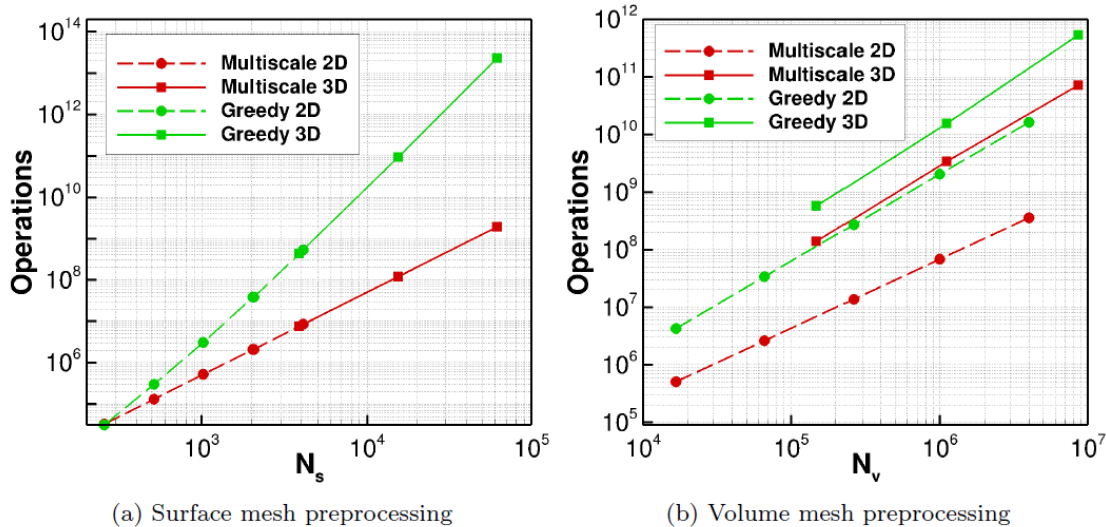 10^14
10^12
10^10
10^8
10^6
Operations
Multiscale 2D
Multiscale 3D
Greedy 2D
Greedy 3D
10^3
10^4
10^5
N_s
(a) Surface mesh preprocessing
10^12
10^11
10^10
10^9
10^8
10^7
10^6
10^5
Operations
Multiscale 2D
Multiscale 3D
Greedy 2D
Greedy 3D
10^4
10^5
10^6
10^7
N_v
(b) Volume mesh preprocessing